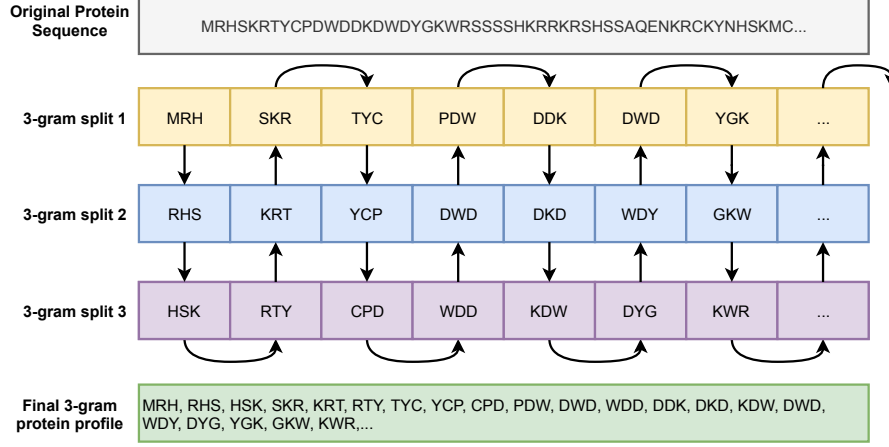 Original Protein
Sequence
MRHSKRTYCPDWDDKDWDYGKWRSSSSHKRRKRSHSSAQENKRCKYNHSKMC...
3-gram split 1
MRH SKR TYC PDW DDK DWD YGK ...
3-gram split 2
RHS KRT YCP DWD DKD WDY GKW ...
3-gram split 3
HSK RTY CPD WDD KDW DYG KWR ...
Final 3-gram
protein profile
MRH, RHS, HSK, SKR, KRT, RTY, TYC, YCP, CPD, PDW, DWD, WDD, DDK, DKD, KDW, DWD,
WDY, DYG, YGK, GKW, KWR,...